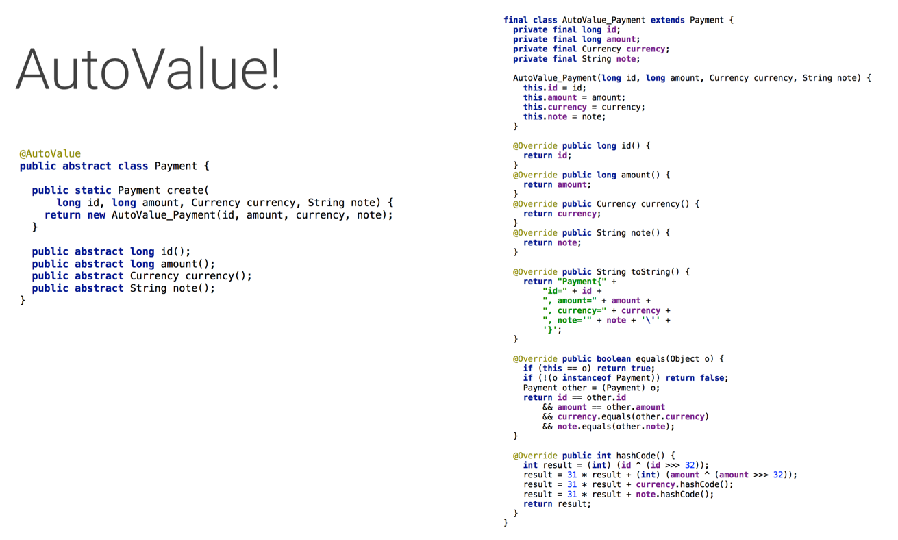 AutoValue!
@AutoValue
public abstract class Payment {
public static Payment create(
long id, long amount, Currency currency, String note) {
return new AutoValue_Payment(id, amount, currency, note);
}
public abstract long id();
public abstract long amount();
public abstract Currency currency();
public abstract String note();
}
final class AutoValue_Payment extends Payment {
private final long id;
private final long amount;
private final Currency currency;
private final String note;
AutoValue_Payment(long id, long amount, Currency currency, String note) {
this.id = id;
this.amount = amount;
this.currency = currency;
this.note = note;
}
@Override public long id() {
return id;
}
@Override public long amount() {
return amount;
}
@Override public Currency currency() {
return currency;
}
@Override public String note() {
return note;
}
@Override public String toString() {
return "Payment{" +
"id=" + id +
", amount=" + amount +
", currency=" + currency +
", note='" + note + '\'' +
'}';
}
@Override public boolean equals(Object o) {
if (this == o) return true;
if (!(o instanceof Payment)) return false;
Payment other = (Payment) o;
return id == other.id
&& amount == other.amount
&& currency.equals(other.currency)
&& note.equals(other.note);
}
@Override public int hashCode() {
int result = (int) (id ^ (id >>> 32));
result = 31 * result + (int) (amount ^ (amount >>> 32));
result = 31 * result + currency.hashCode();
result = 31 * result + note.hashCode();
return result;
}
}